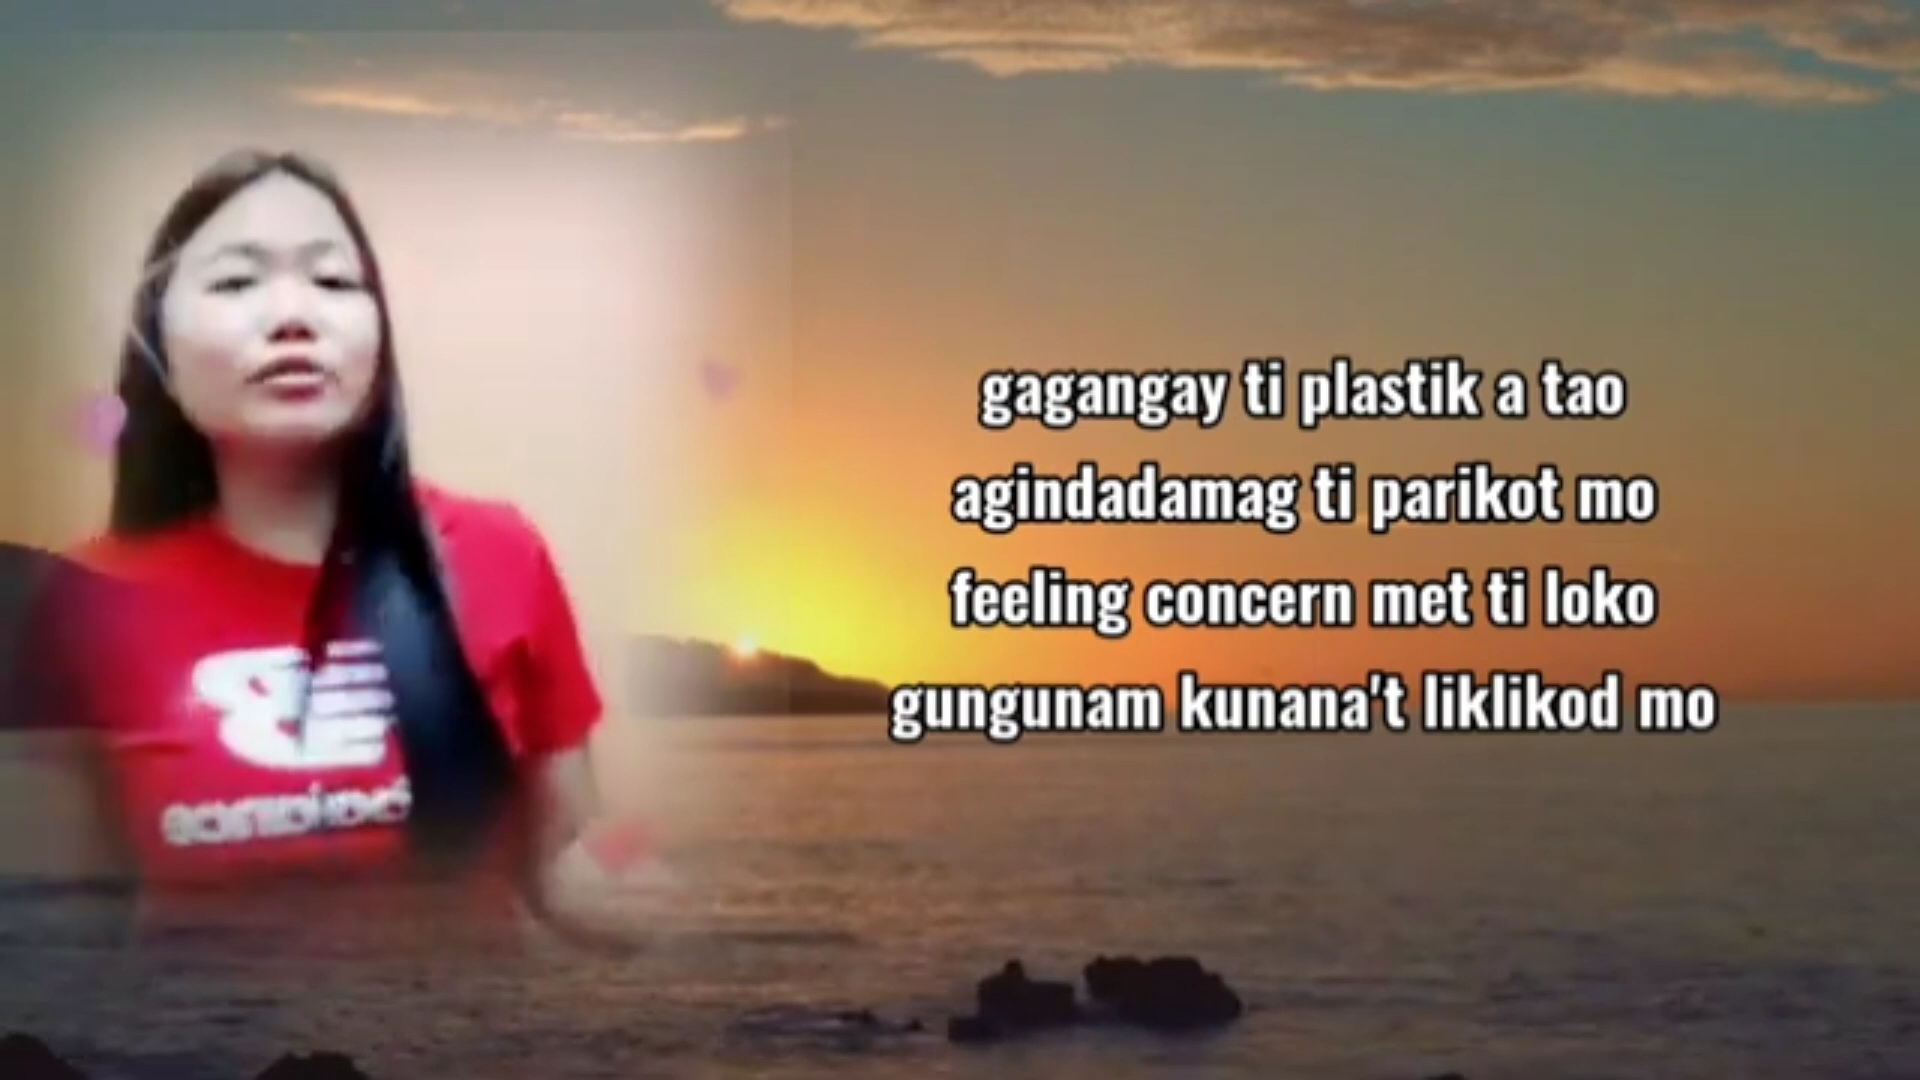 gagangay ti plastik a tao
agindadamag ti parikot mo
feeling concern met ti loko
gungunam kunana't liklikod mo